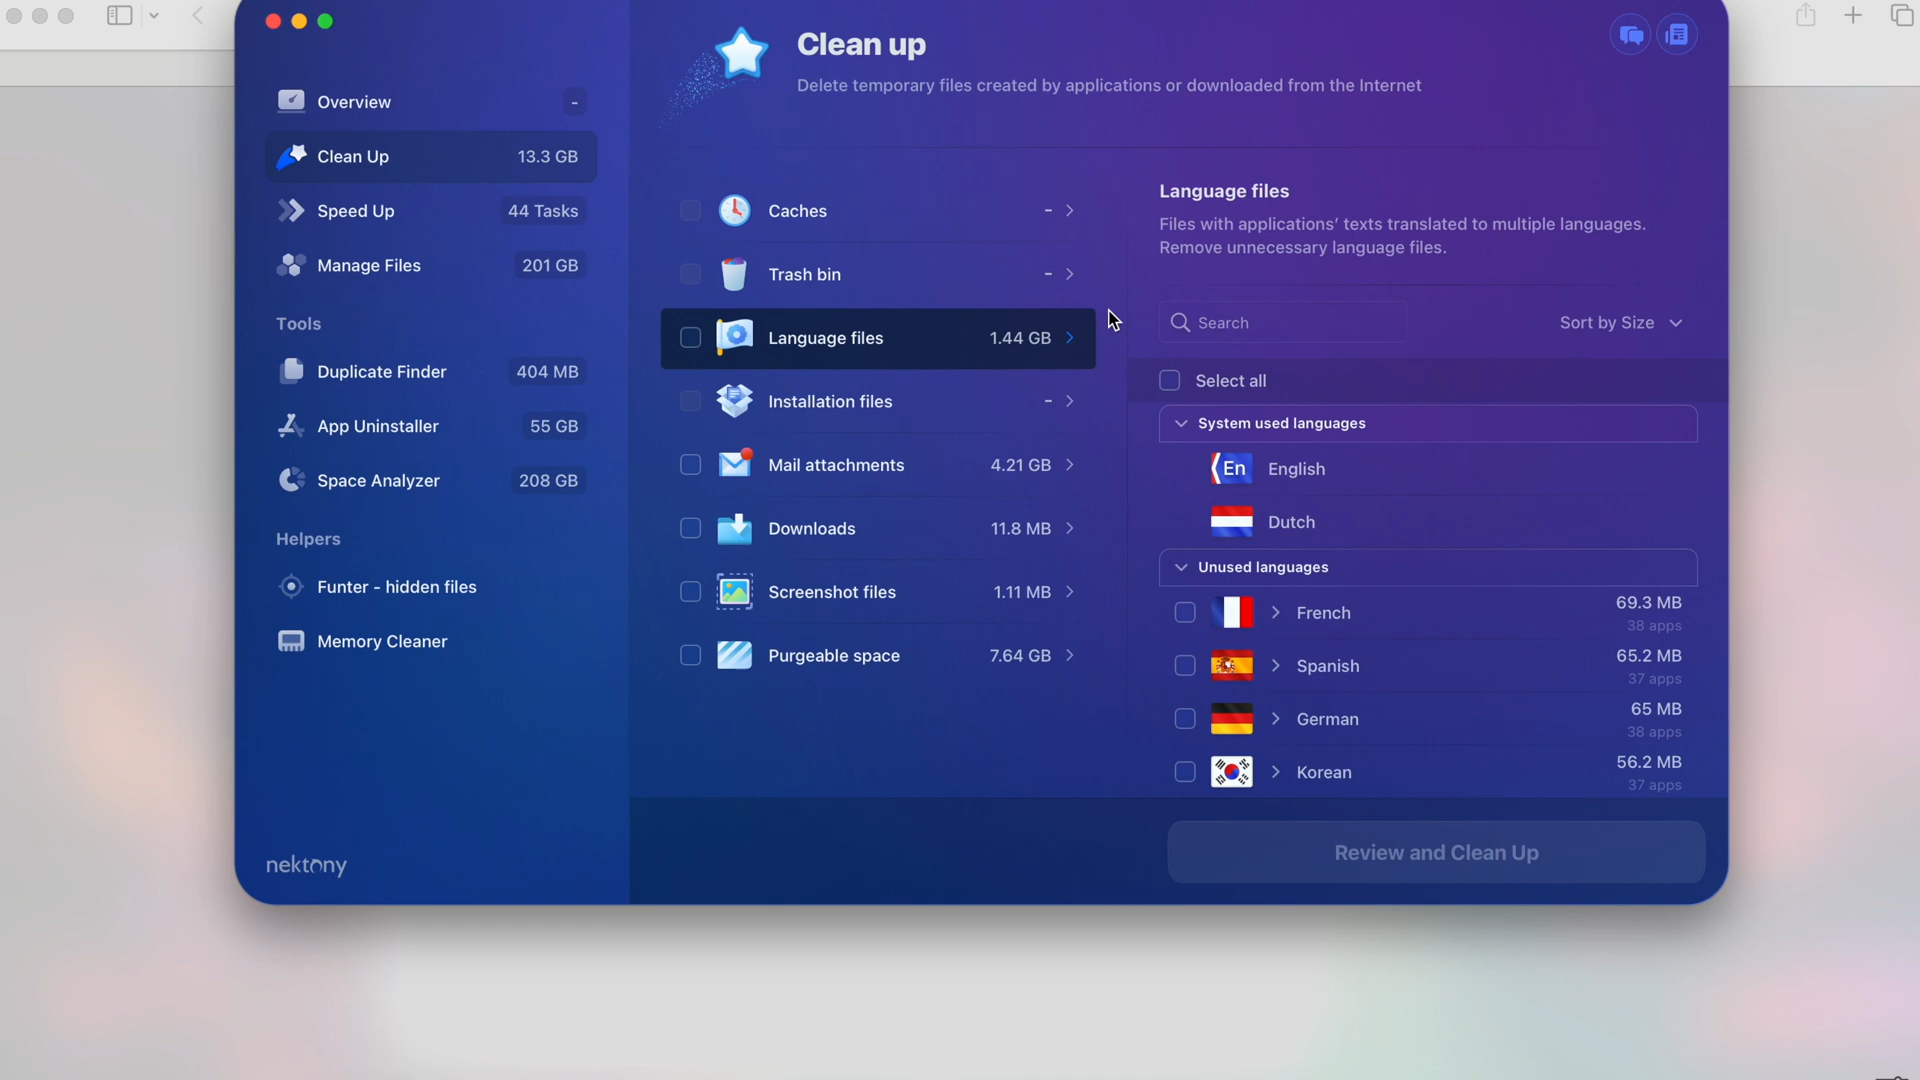 Clean up
Delete temporary files created by applications or downloaded from the Internet
Overview -
Clean Up 13.3 GB
Speed Up 44 Tasks
Manage Files 201 GB
Tools
Duplicate Finder 404 MB
App Uninstaller 55 GB
Space Analyzer 208 GB
Helpers
Funter - hidden files
Memory Cleaner
nektony
Caches -
Trash bin -
Language files 1.44 GB
Installation files -
Mail attachments 4.21 GB
Downloads 11.8 MB
Screenshot files 1.11 MB
Purgeable space 7.64 GB
Language files
Files with applications' texts translated to multiple languages.
Remove unnecessary language files.
Search Sort by Size
Select all
System used languages
En English
Dutch
Unused languages
French 69.3 MB
38 apps
Spanish 65.2 MB
37 apps
German 65 MB
38 apps
Korean 56.2 MB
37 apps
Review and Clean Up